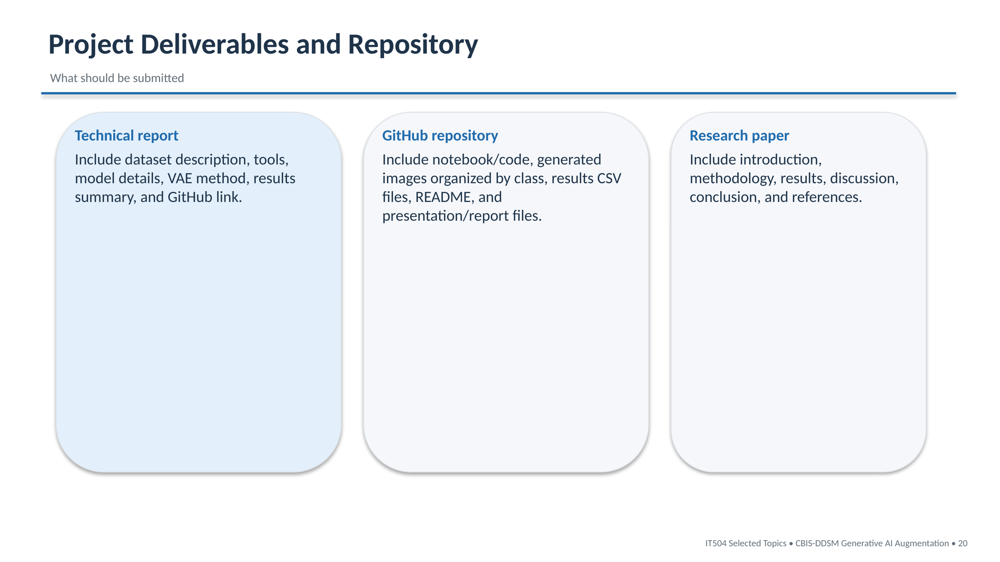 Project Deliverables and Repository
What should be submitted
Technical report
Include dataset description, tools,
model details, VAE method, results
summary, and GitHub link.
GitHub repository
Include notebook/code, generated
images organized by class, results CSV
files, README, and
presentation/report files.
Research paper
Include introduction,
methodology, results, discussion,
conclusion, and references.
IT504 Selected Topics • CBIS-DDSM Generative AI Augmentation • 20